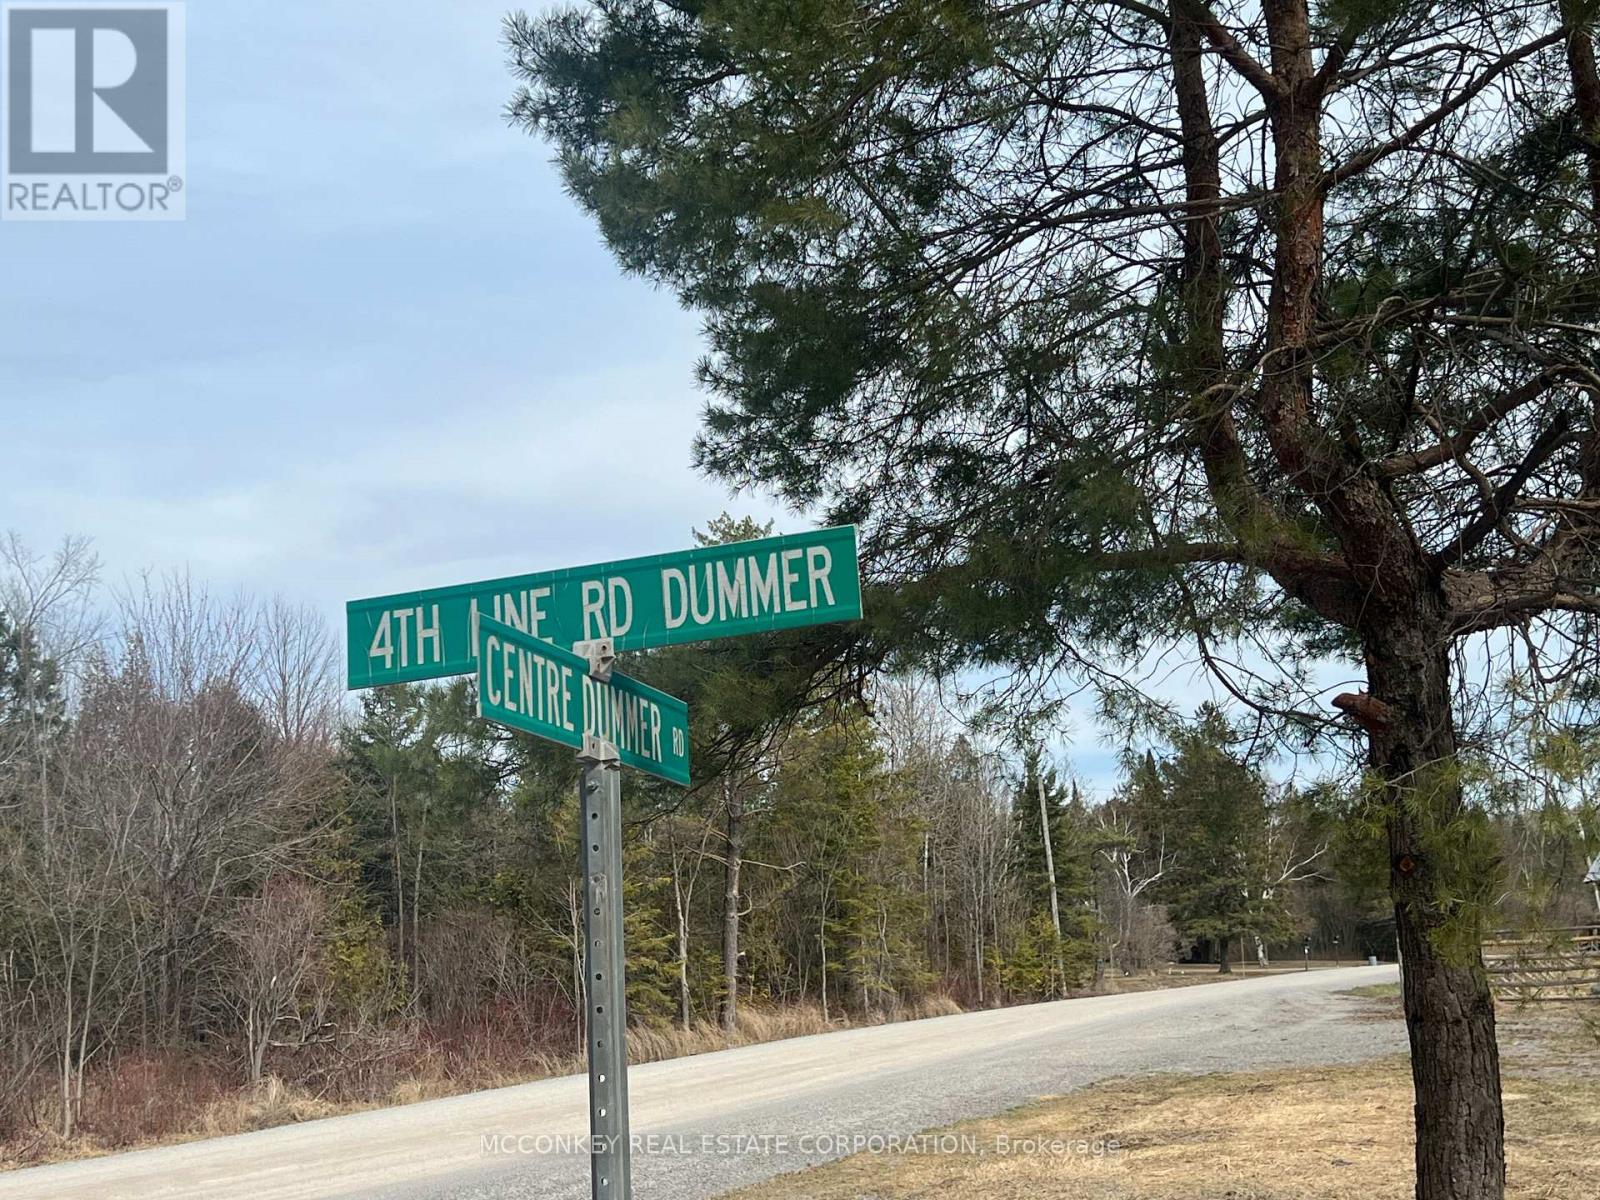 REALTOR®
4TH LINE RD DUMMER
CENTRE DUMMER RD
MCCONKEY REAL ESTATE CORPORATION, Brokerage